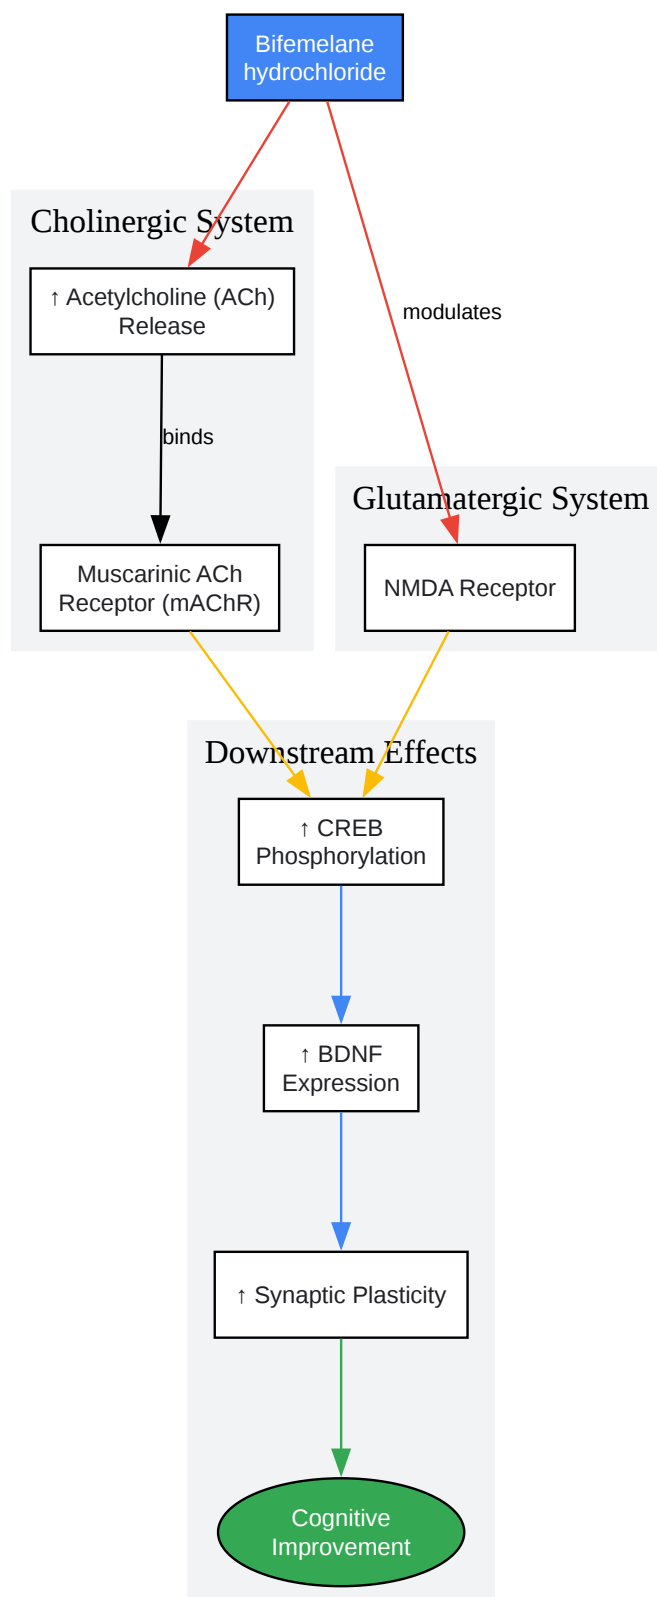 Bifemelane
hydrochloride
Cholinergic System
↑ Acetylcholine (ACh)
Release
modulates
binds
Glutamatergic System
Muscarinic ACh
Receptor (mAChR)
NMDA Receptor
Downstream Effects
↑ CREB
Phosphorylation
↑ BDNF
Expression
↑ Synaptic Plasticity
Cognitive
Improvement